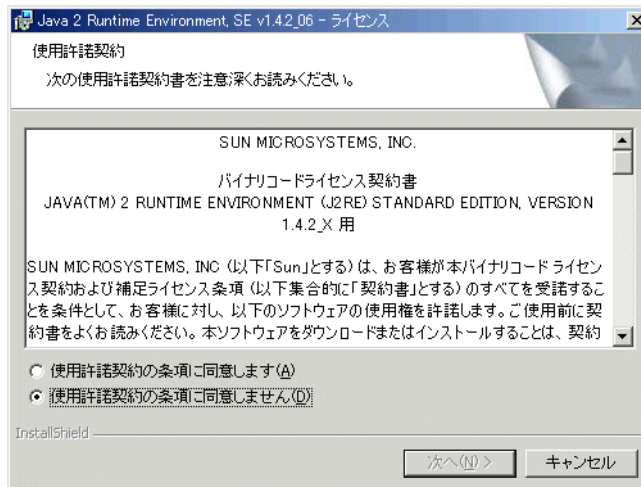 Java 2 Runtime Environment, SE v1.4.2_06 - ライセンス
使用許諾契約
次の使用許諾契約書を注意深くお読みください。
SUN MICROSYSTEMS, INC.
バイナリコードライセンス契約書
JAVA(TM) 2 RUNTIME ENVIRONMENT (J2RE) STANDARD EDITION, VERSION
1.4.2_X 用
SUN MICROSYSTEMS, INC (以下「Sun」とする) は、お客様が本バイナリコード ライセン
ス契約および補足ライセンス条項 (以下集合的に「契約書」とする) のすべてを受諾するこ
とを条件として、お客様に対し、以下のソフトウェアの使用権を許諾します。ご使用前に契
約書をよくお読みください。本ソフトウェアをダウンロードまたはインストールすることは、契約
使用許諾契約の条項に同意します(A)
使用許諾契約の条項に同意しません(D)
InstallShield
次へ(N) >
キャンセル